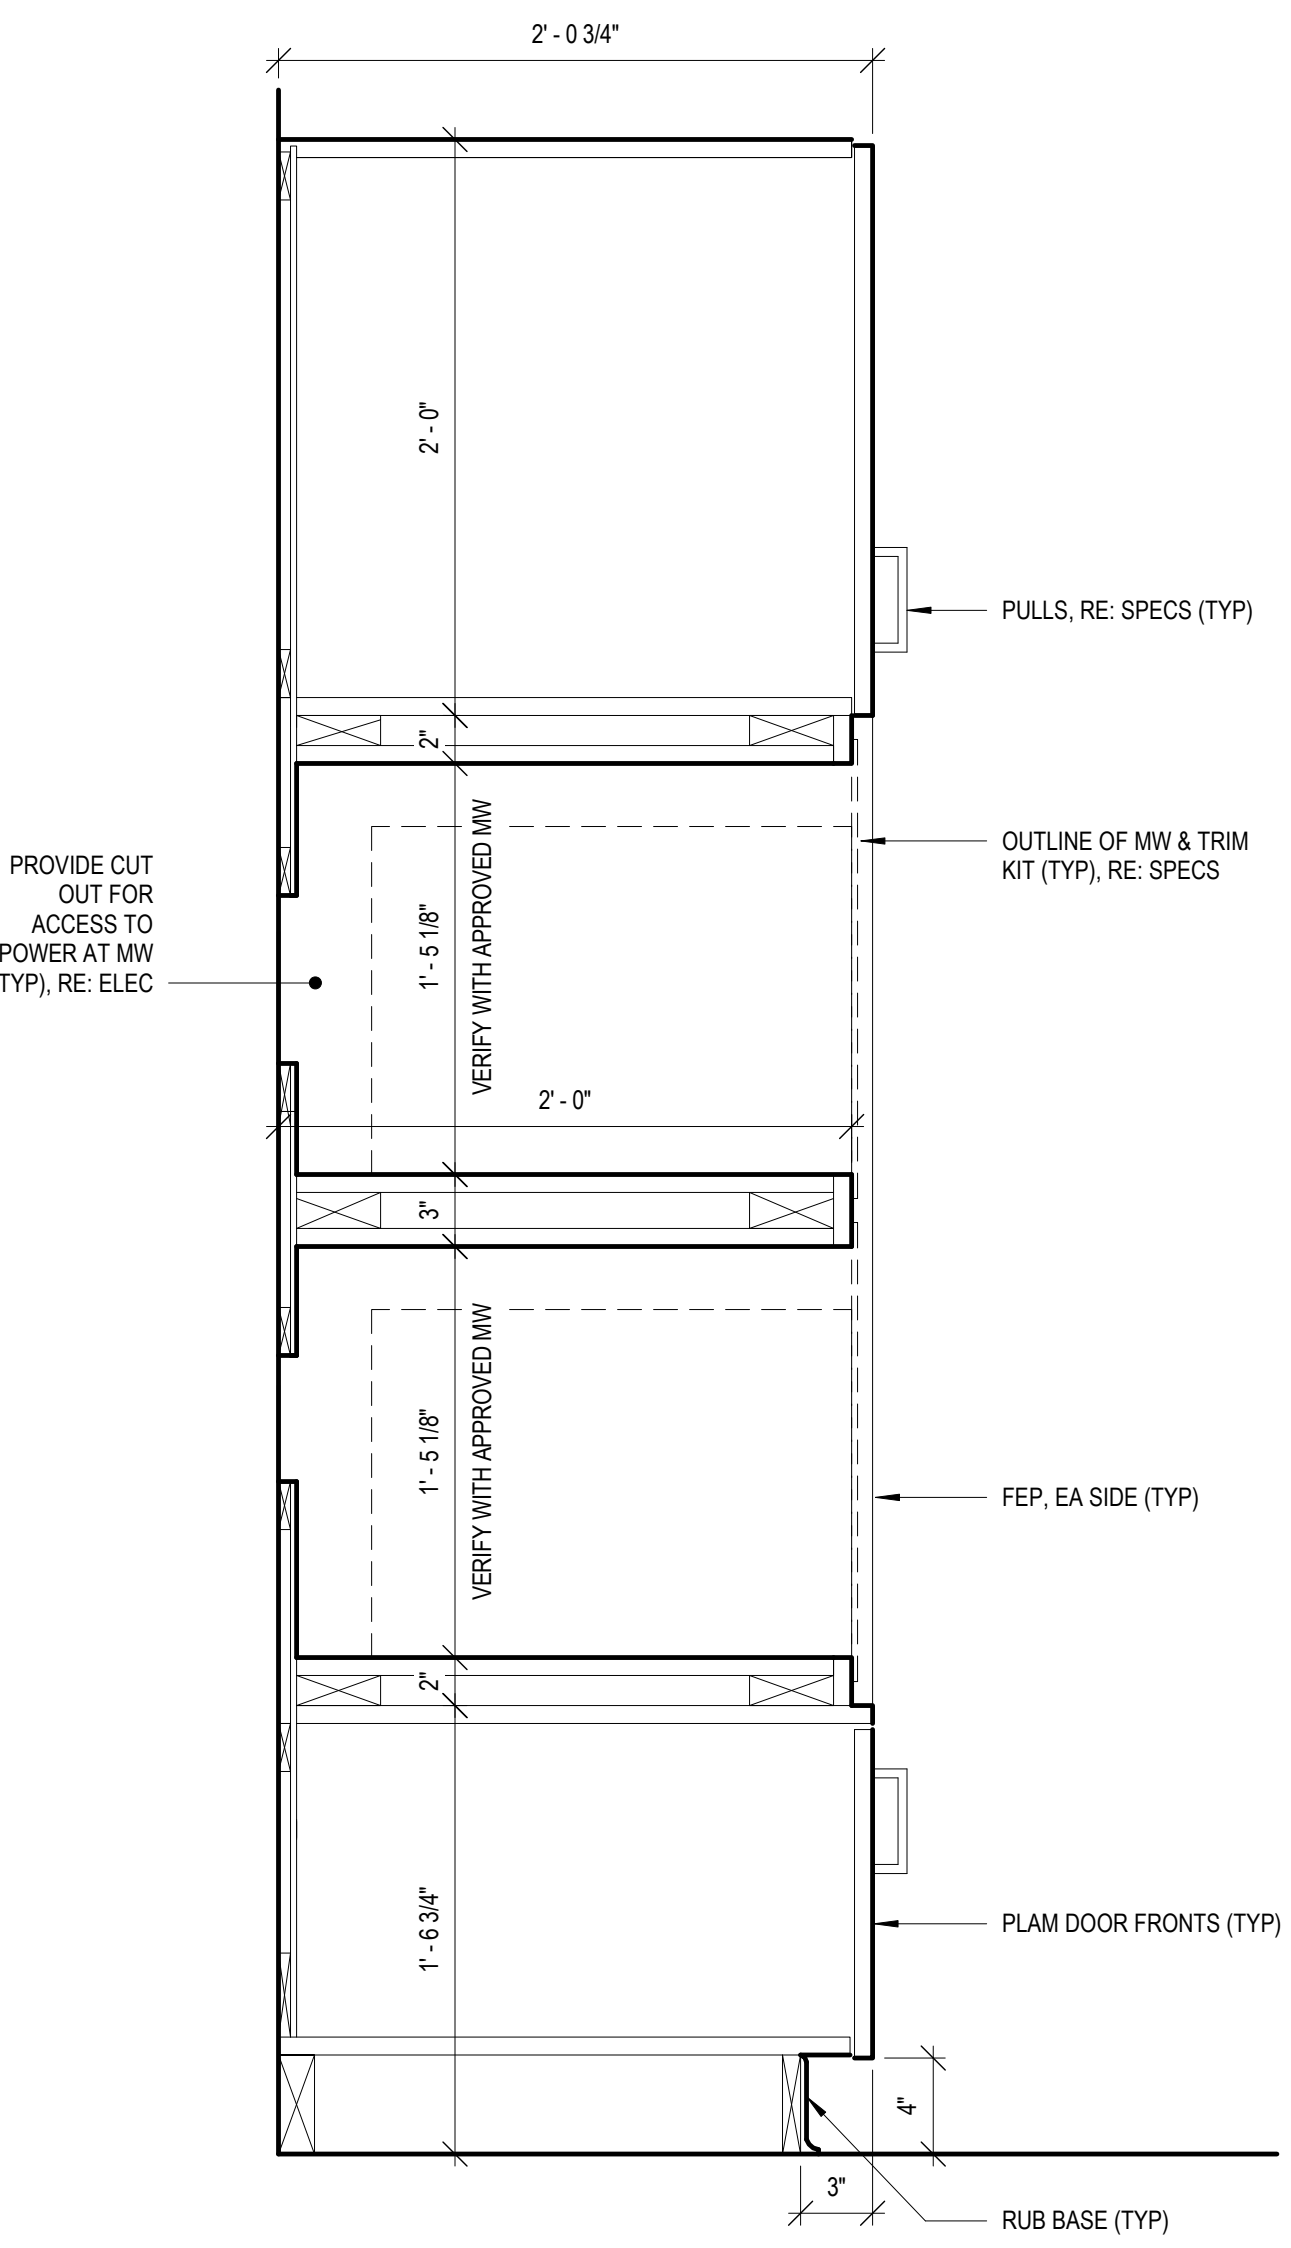 2' - 0 3/4"
2' - 0"
PULLS, RE: SPECS (TYP)
2"
OUTLINE OF MW & TRIM
KIT (TYP), RE: SPECS
PROVIDE CUT
OUT FOR
ACCESS TO
POWER AT MW
TYP), RE: ELEC
1' - 5 1/8"
VERIFY WITH APPROVED MW
2' - 0"
3"
1' - 5 1/8"
VERIFY WITH APPROVED MW
FEP, EA SIDE (TYP)
2"
1' - 6 3/4"
PLAM DOOR FRONTS (TYP)
4"
3"
RUB BASE (TYP)